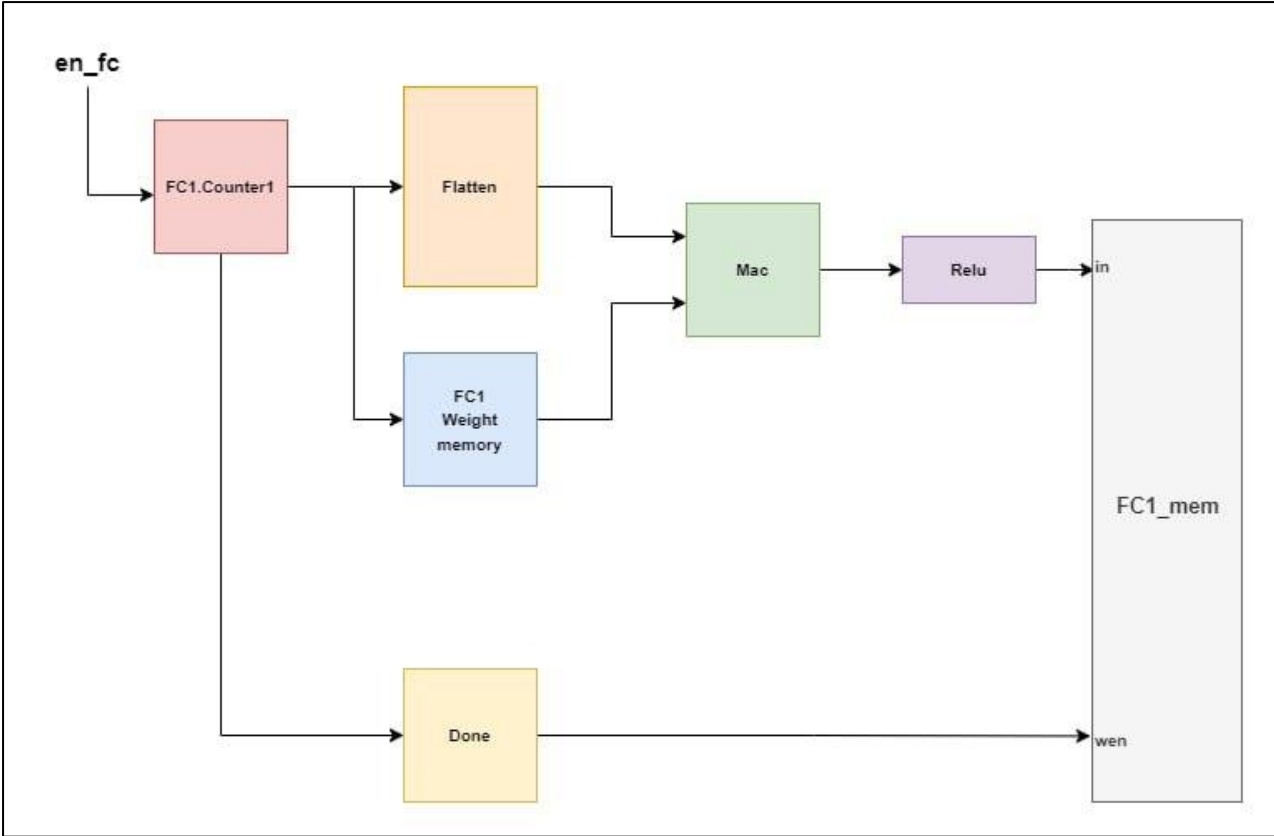 en_fc
FC1.Counter1
Flatten
Mac
Relu
in
FC1
Weight
memory
FC1_mem
Done
wen